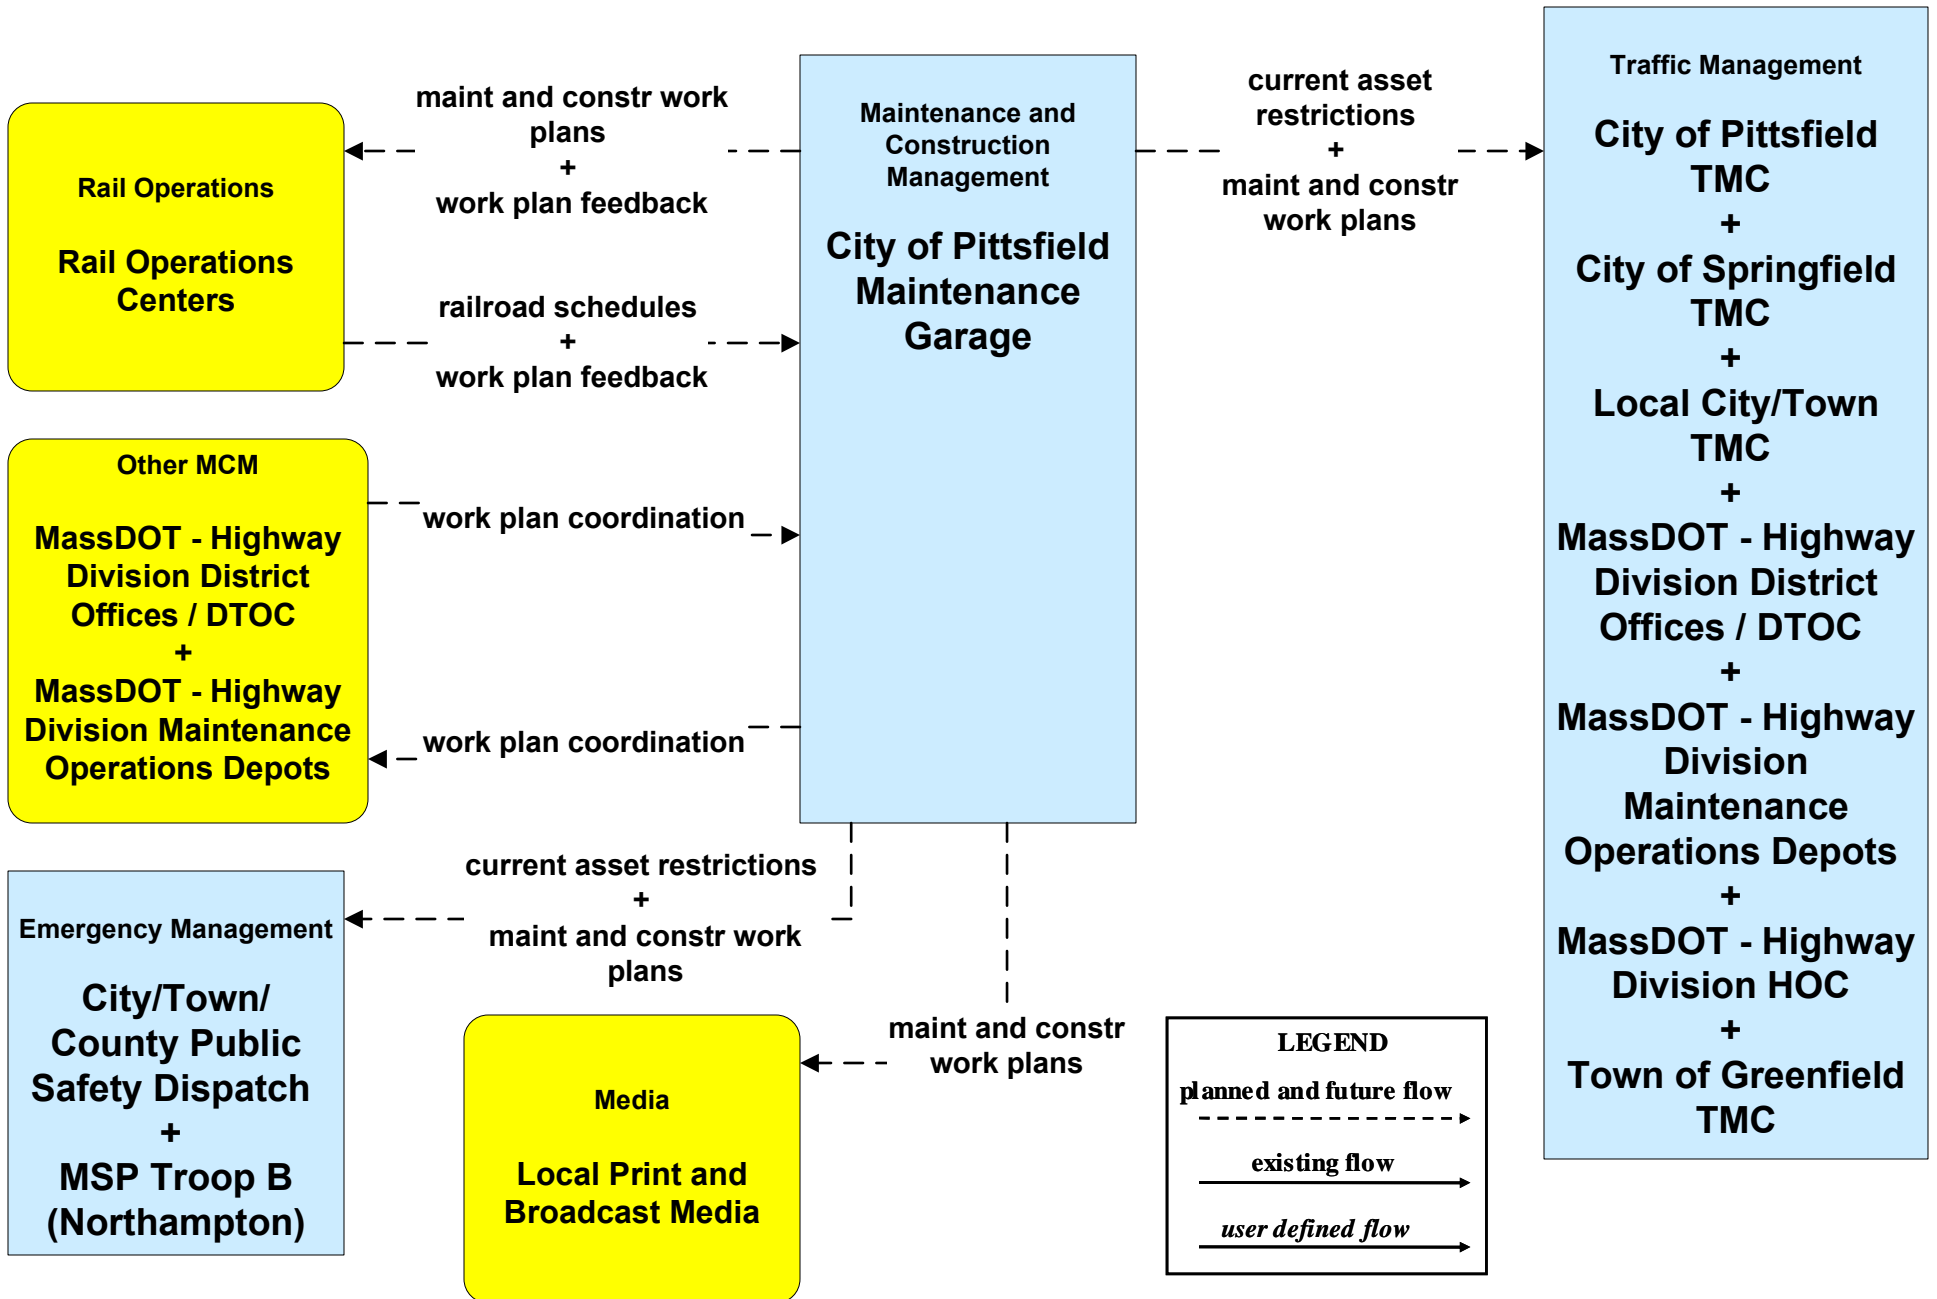 Rail Operations
Rail Operations
Centers
maint and constr work
plans
+
work plan feedback
railroad schedules
+
work plan feedback
Other MCM
MassDOT - Highway
Division District
Offices / DTOC
+
MassDOT - Highway
Division Maintenance
Operations Depots
work plan coordination
work plan coordination
Maintenance and
Construction
Management
City of Pittsfield
Maintenance
Garage
current asset
restrictions
+
maint and constr
work plans
Traffic Management
City of Pittsfield
TMC
+
City of Springfield
TMC
+
Local City/Town
TMC
+
MassDOT - Highway
Division District
Offices / DTOC
+
MassDOT - Highway
Division
Maintenance
Operations Depots
+
MassDOT - Highway
Division HOC
+
Town of Greenfield
TMC
Emergency Management
City/Town/
County Public
Safety Dispatch
+
MSP Troop B
(Northampton)
current asset restrictions
+
maint and constr work
plans
Media
Local Print and
Broadcast Media
maint and constr
work plans
LEGEND
planned and future flow
existing flow
user defined flow